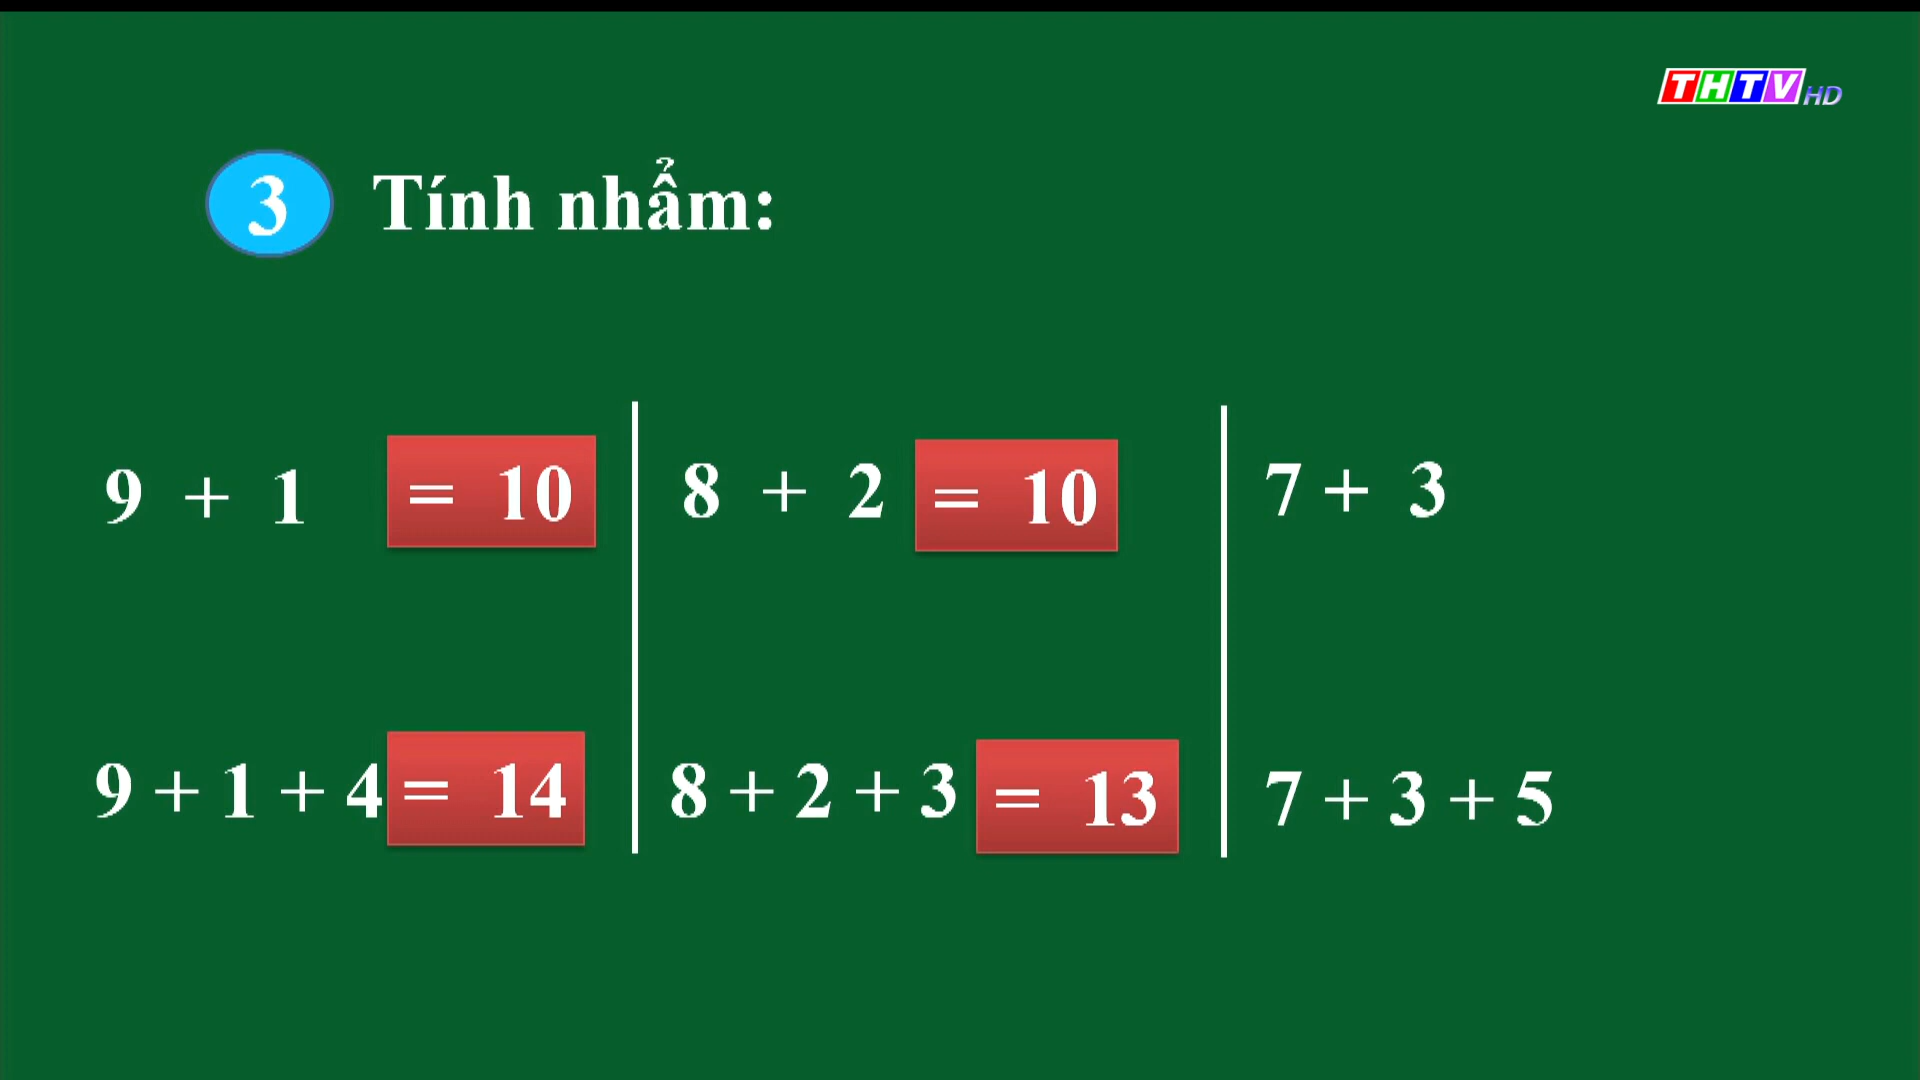 THTV HD
3 Tính nhẩm:
9 + 1 = 10
8 + 2 = 10
7 + 3
9 + 1 + 4 = 14
8 + 2 + 3 = 13
7 + 3 + 5